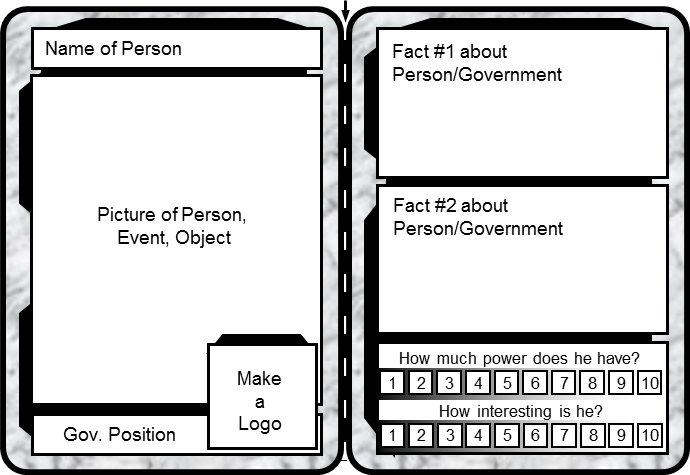 Name of Person
Picture of Person,
Event, Object
Make
a
Logo
Gov. Position
Fact #1 about
Person/Government
Fact #2 about
Person/Government
How much power does he have?
1 2 3 4 5 6 7 8 9 10
How interesting is he?
1 2 3 4 5 6 7 8 9 10